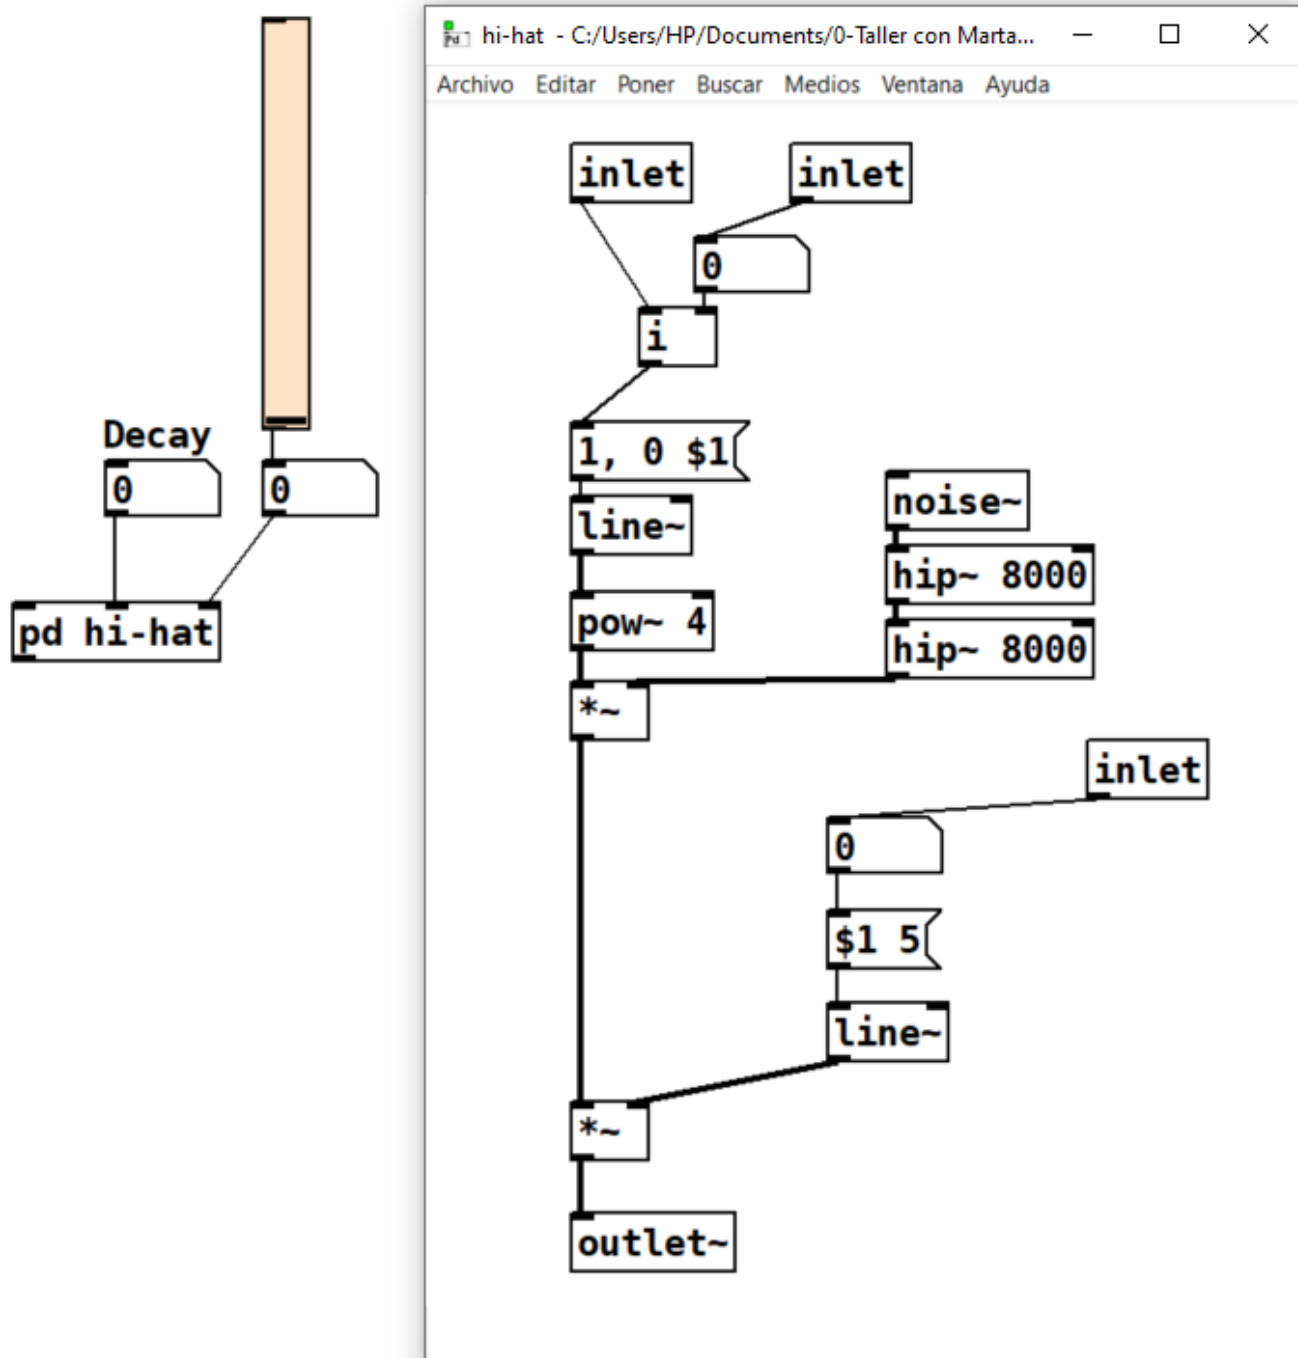 Decay
0
0
pd hi-hat
hi-hat - C:/Users/HP/Documents/0-Taller con Marta...
Archivo Editar Poner Buscar Medios Ventana Ayuda
inlet inlet
0
i
1, 0 $1
line~
pow~ 4
*~
noise~
hip~ 8000
hip~ 8000
inlet
0
$1 5
line~
*~
outlet~